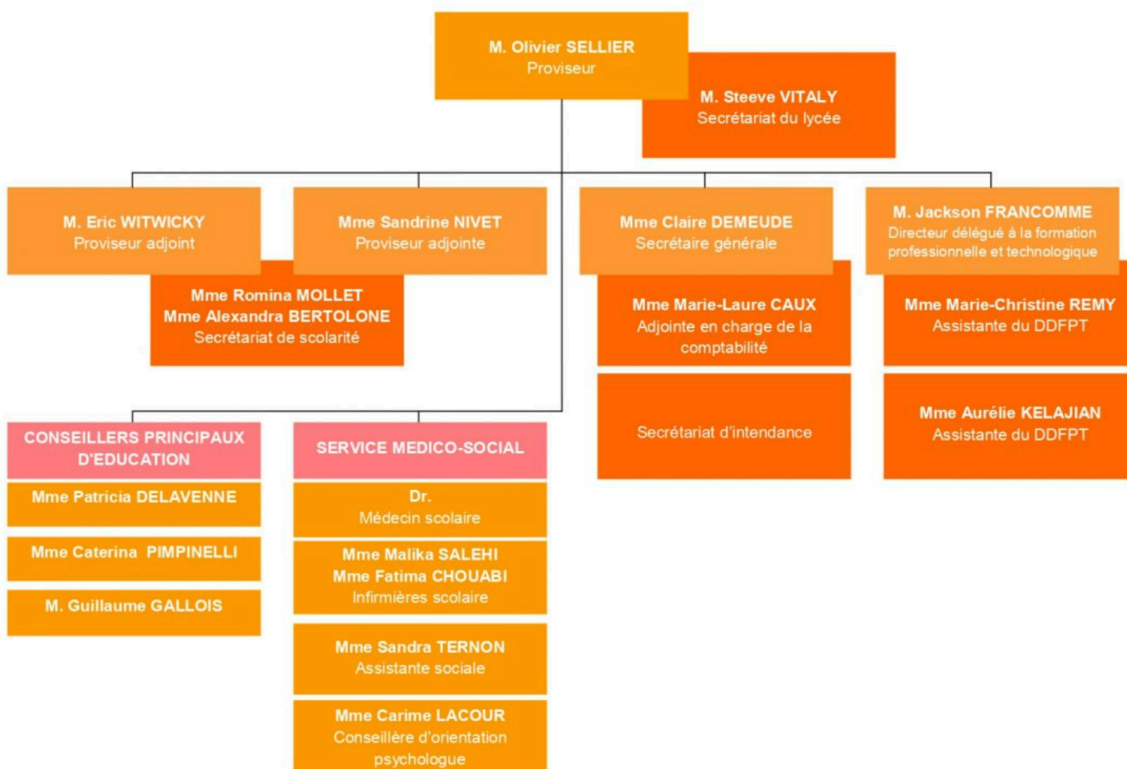 M. Olivier SELLIER
Proviseur
M. Steeve VITALY
Secrétariat du lycée
M. Eric WITWICKY
Proviseur adjoint
Mme Sandrine NIVET
Proviseur adjointe
Mme Claire DEMEUDE
Secrétaire générale
M. Jackson FRANCOMME
Directeur délégué à la formation
professionnelle et technologique
Mme Romina MOLLET
Mme Alexandra BERTOLONE
Secrétariat de scolarité
Mme Marie-Laure CAUX
Adjointe en charge de la
comptabilité
Mme Marie-Christine REMY
Assistante du DDFPT
Secrétariat d'intendance
Mme Aurélie KELAJIAN
Assistante du DDFPT
CONSEILLERS PRINCIPAUX
D'EDUCATION
Mme Patricia DELAVENNE
Mme Caterina PIMPINELLI
M. Guillaume GALLOIS
SERVICE MEDICO-SOCIAL
Dr.
Médecin scolaire
Mme Malika SALEHI
Mme Fatima CHOUABI
Infirmières scolaire
Mme Sandra TERNON
Assistante sociale
Mme Carime LACOUR
Conseillère d'orientation
psychologue